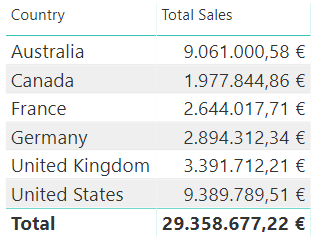 Country Total Sales
Australia 9.061.000,58 €
Canada 1.977.844,86 €
France 2.644.017,71 €
Germany 2.894.312,34 €
United Kingdom 3.391.712,21 €
United States 9.389.789,51 €
Total 29.358.677,22 €